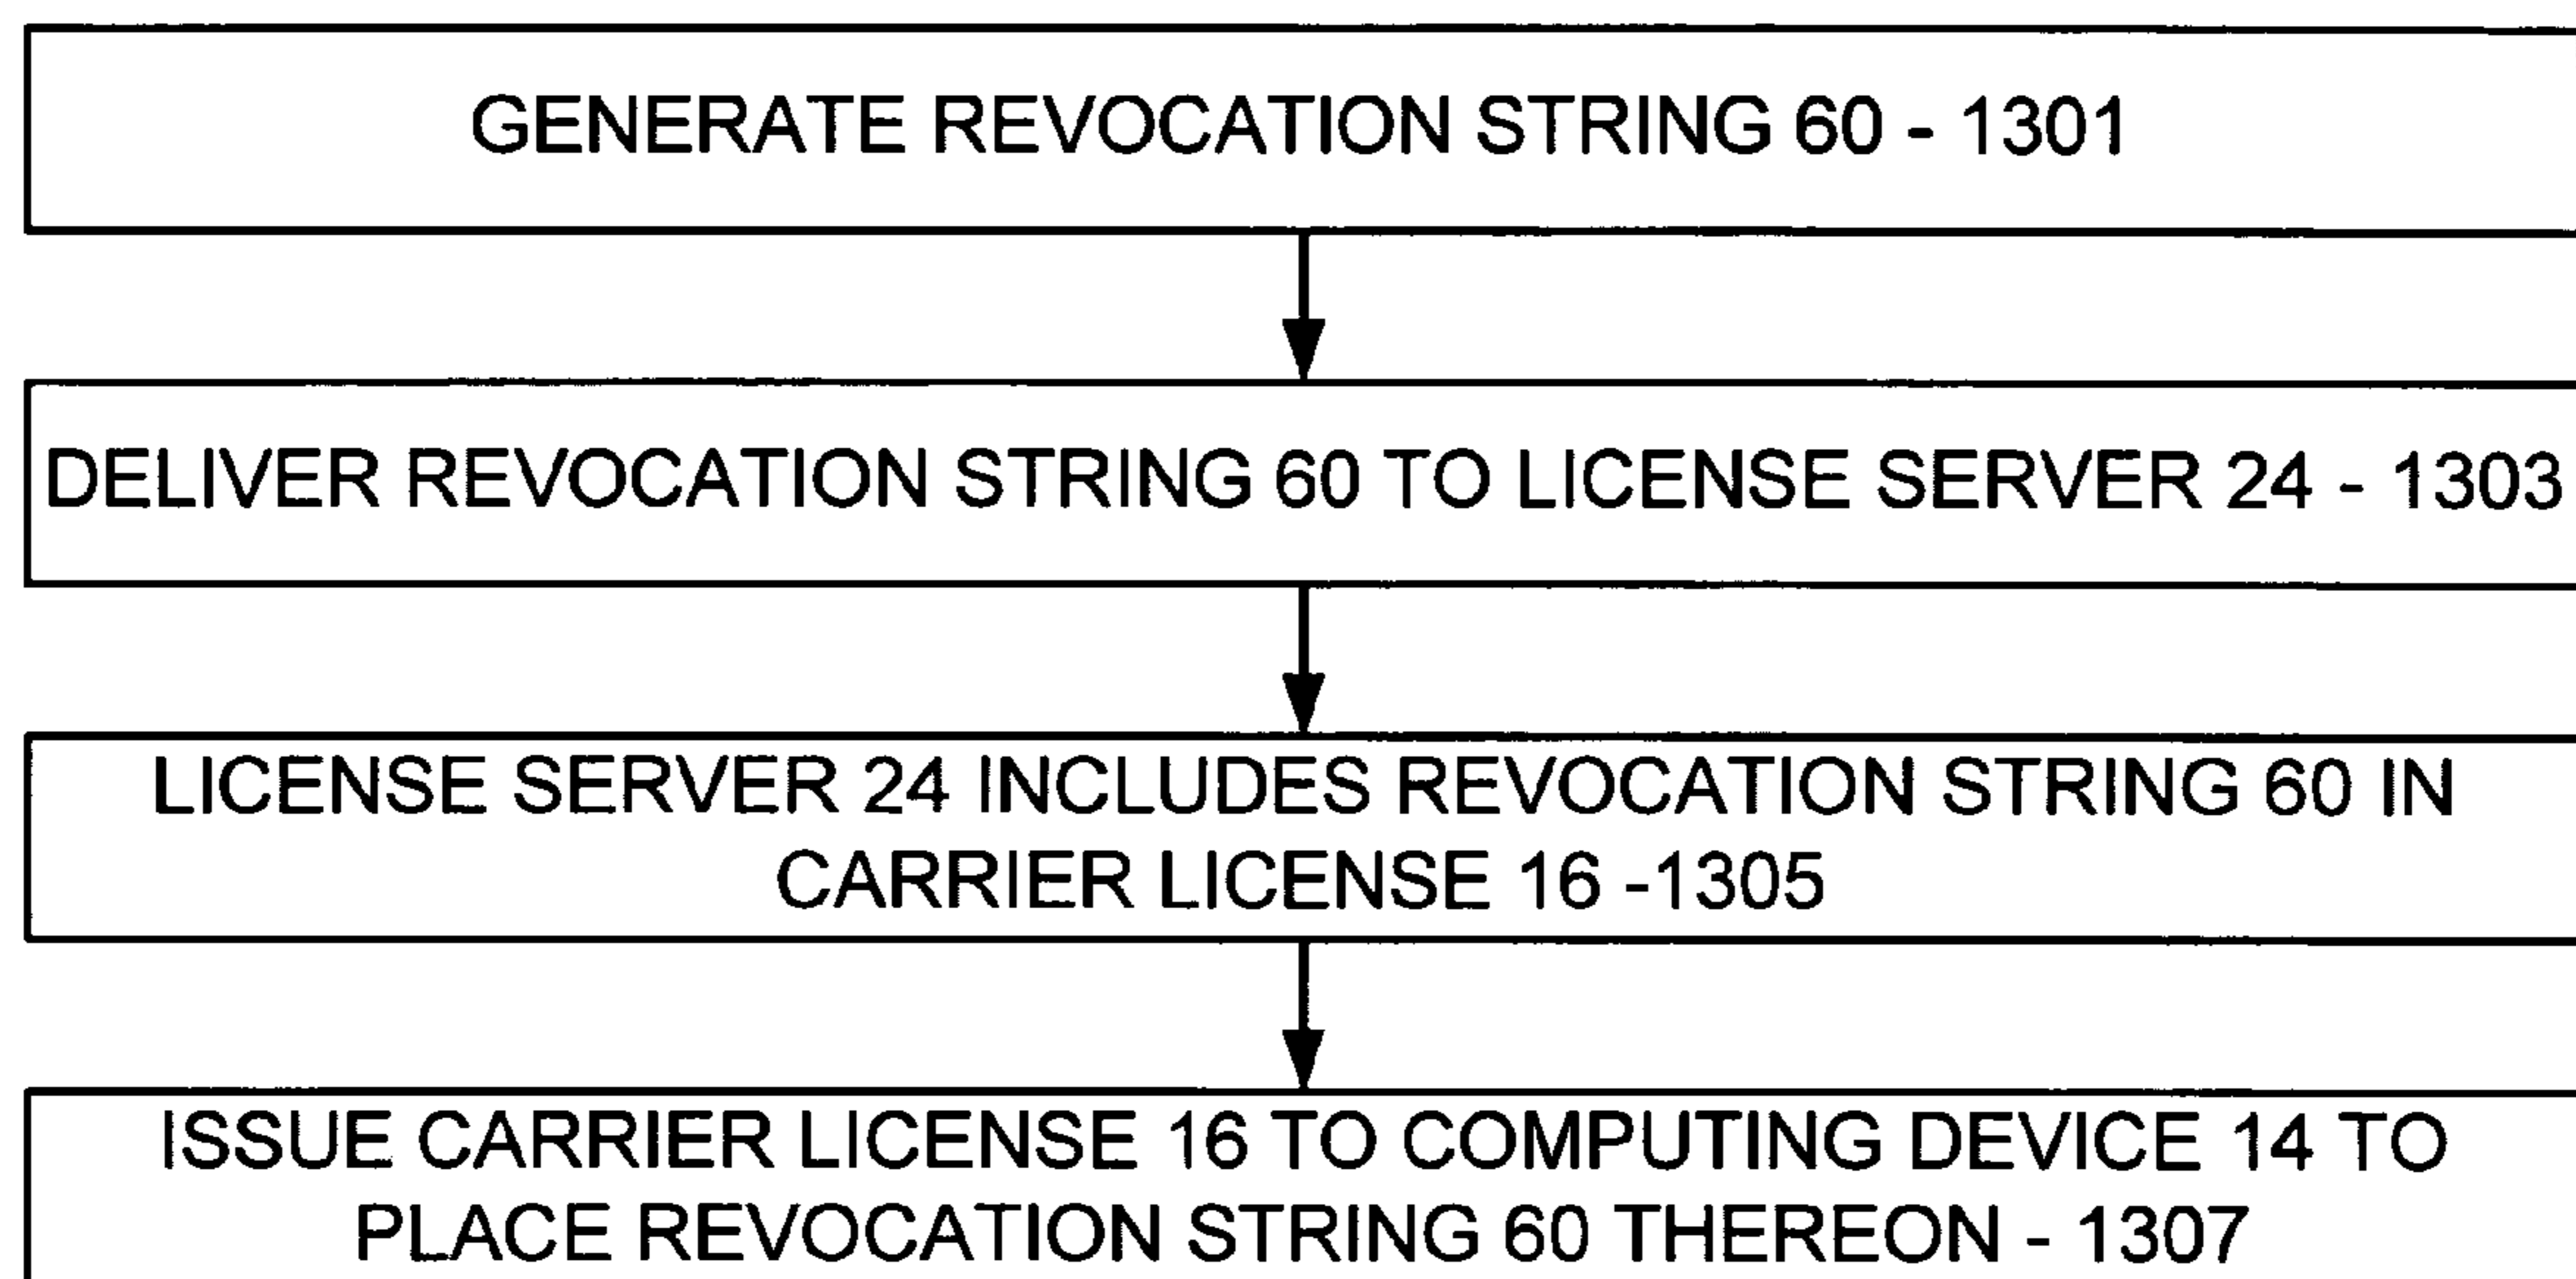 GENERATE REVOCATION STRING 60 - 1301
DELIVER REVOCATION STRING 60 TO LICENSE SERVER 24 - 1303
LICENSE SERVER 24 INCLUDES REVOCATION STRING 60 IN
CARRIER LICENSE 16 -1305
ISSUE CARRIER LICENSE 16 TO COMPUTING DEVICE 14 TO
PLACE REVOCATION STRING 60 THEREON - 1307